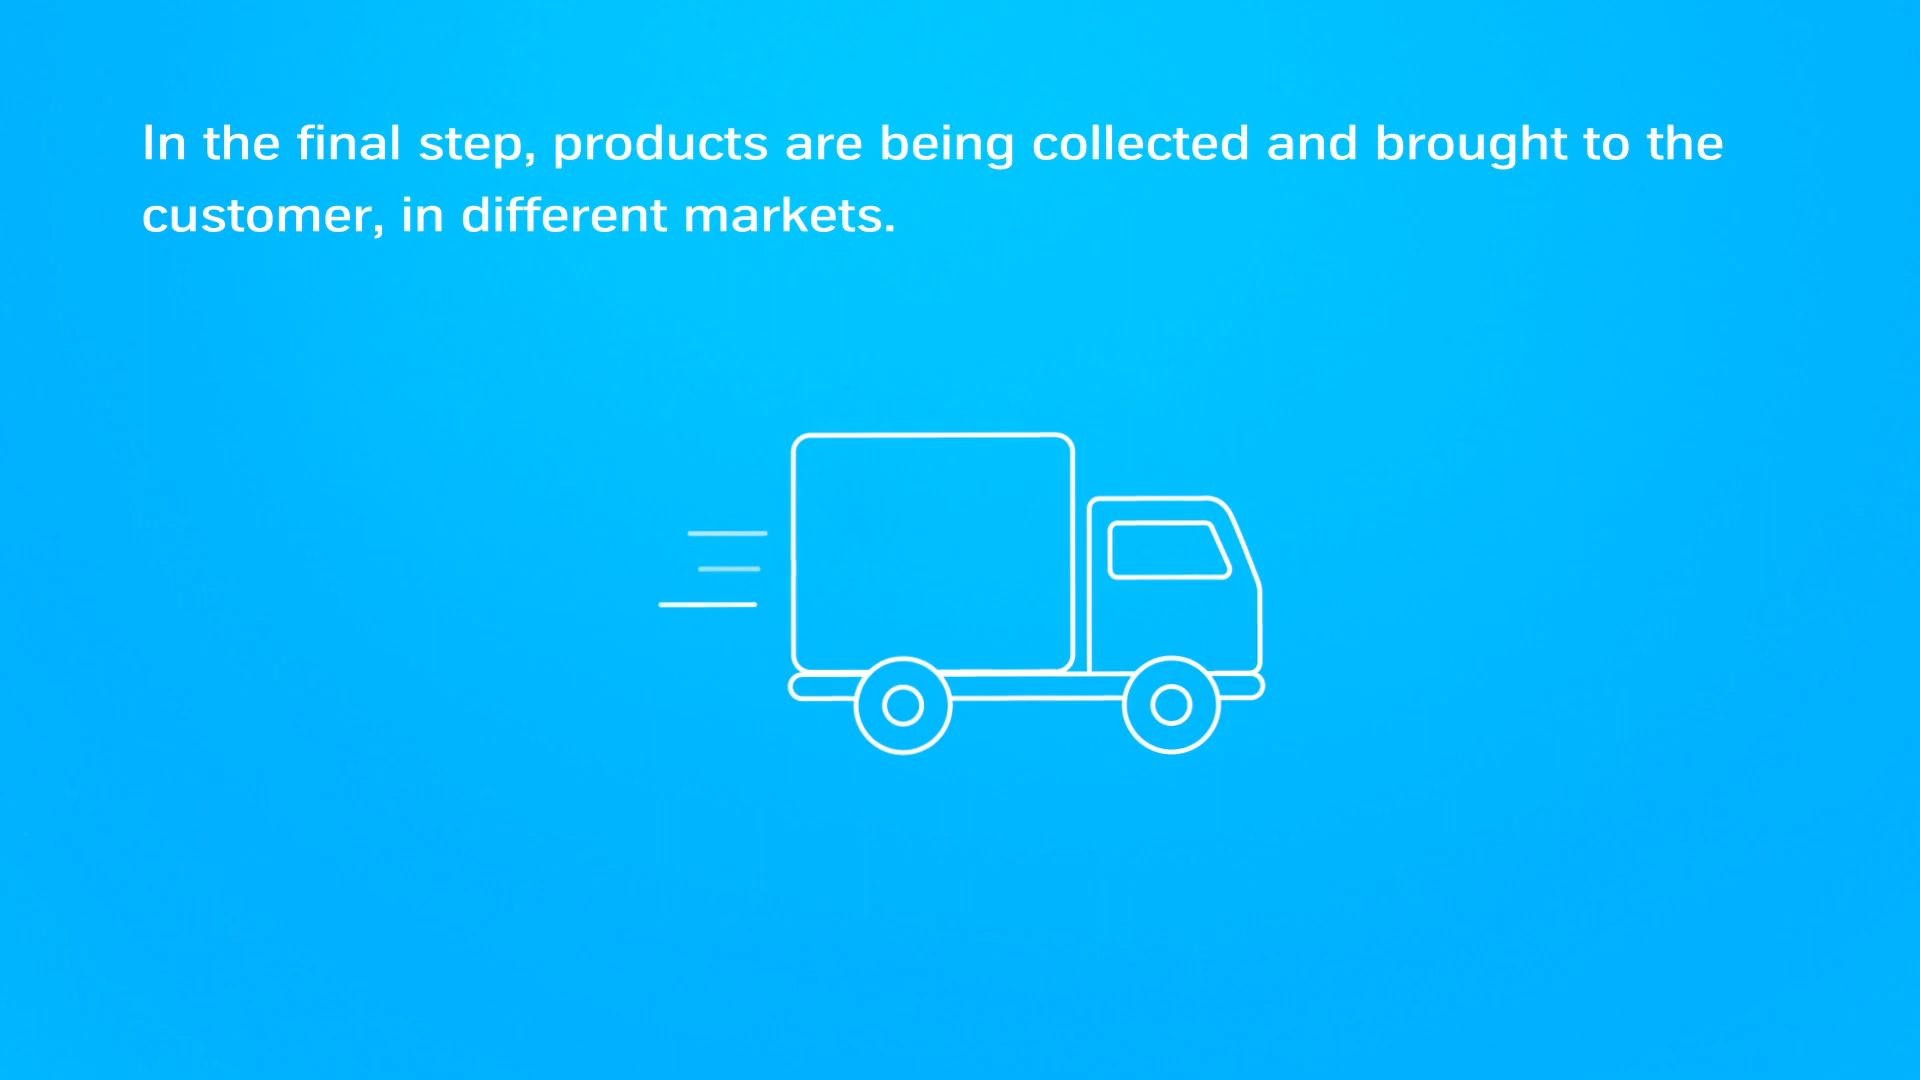 In the final step, products are being collected and brought to the
customer, in different markets.